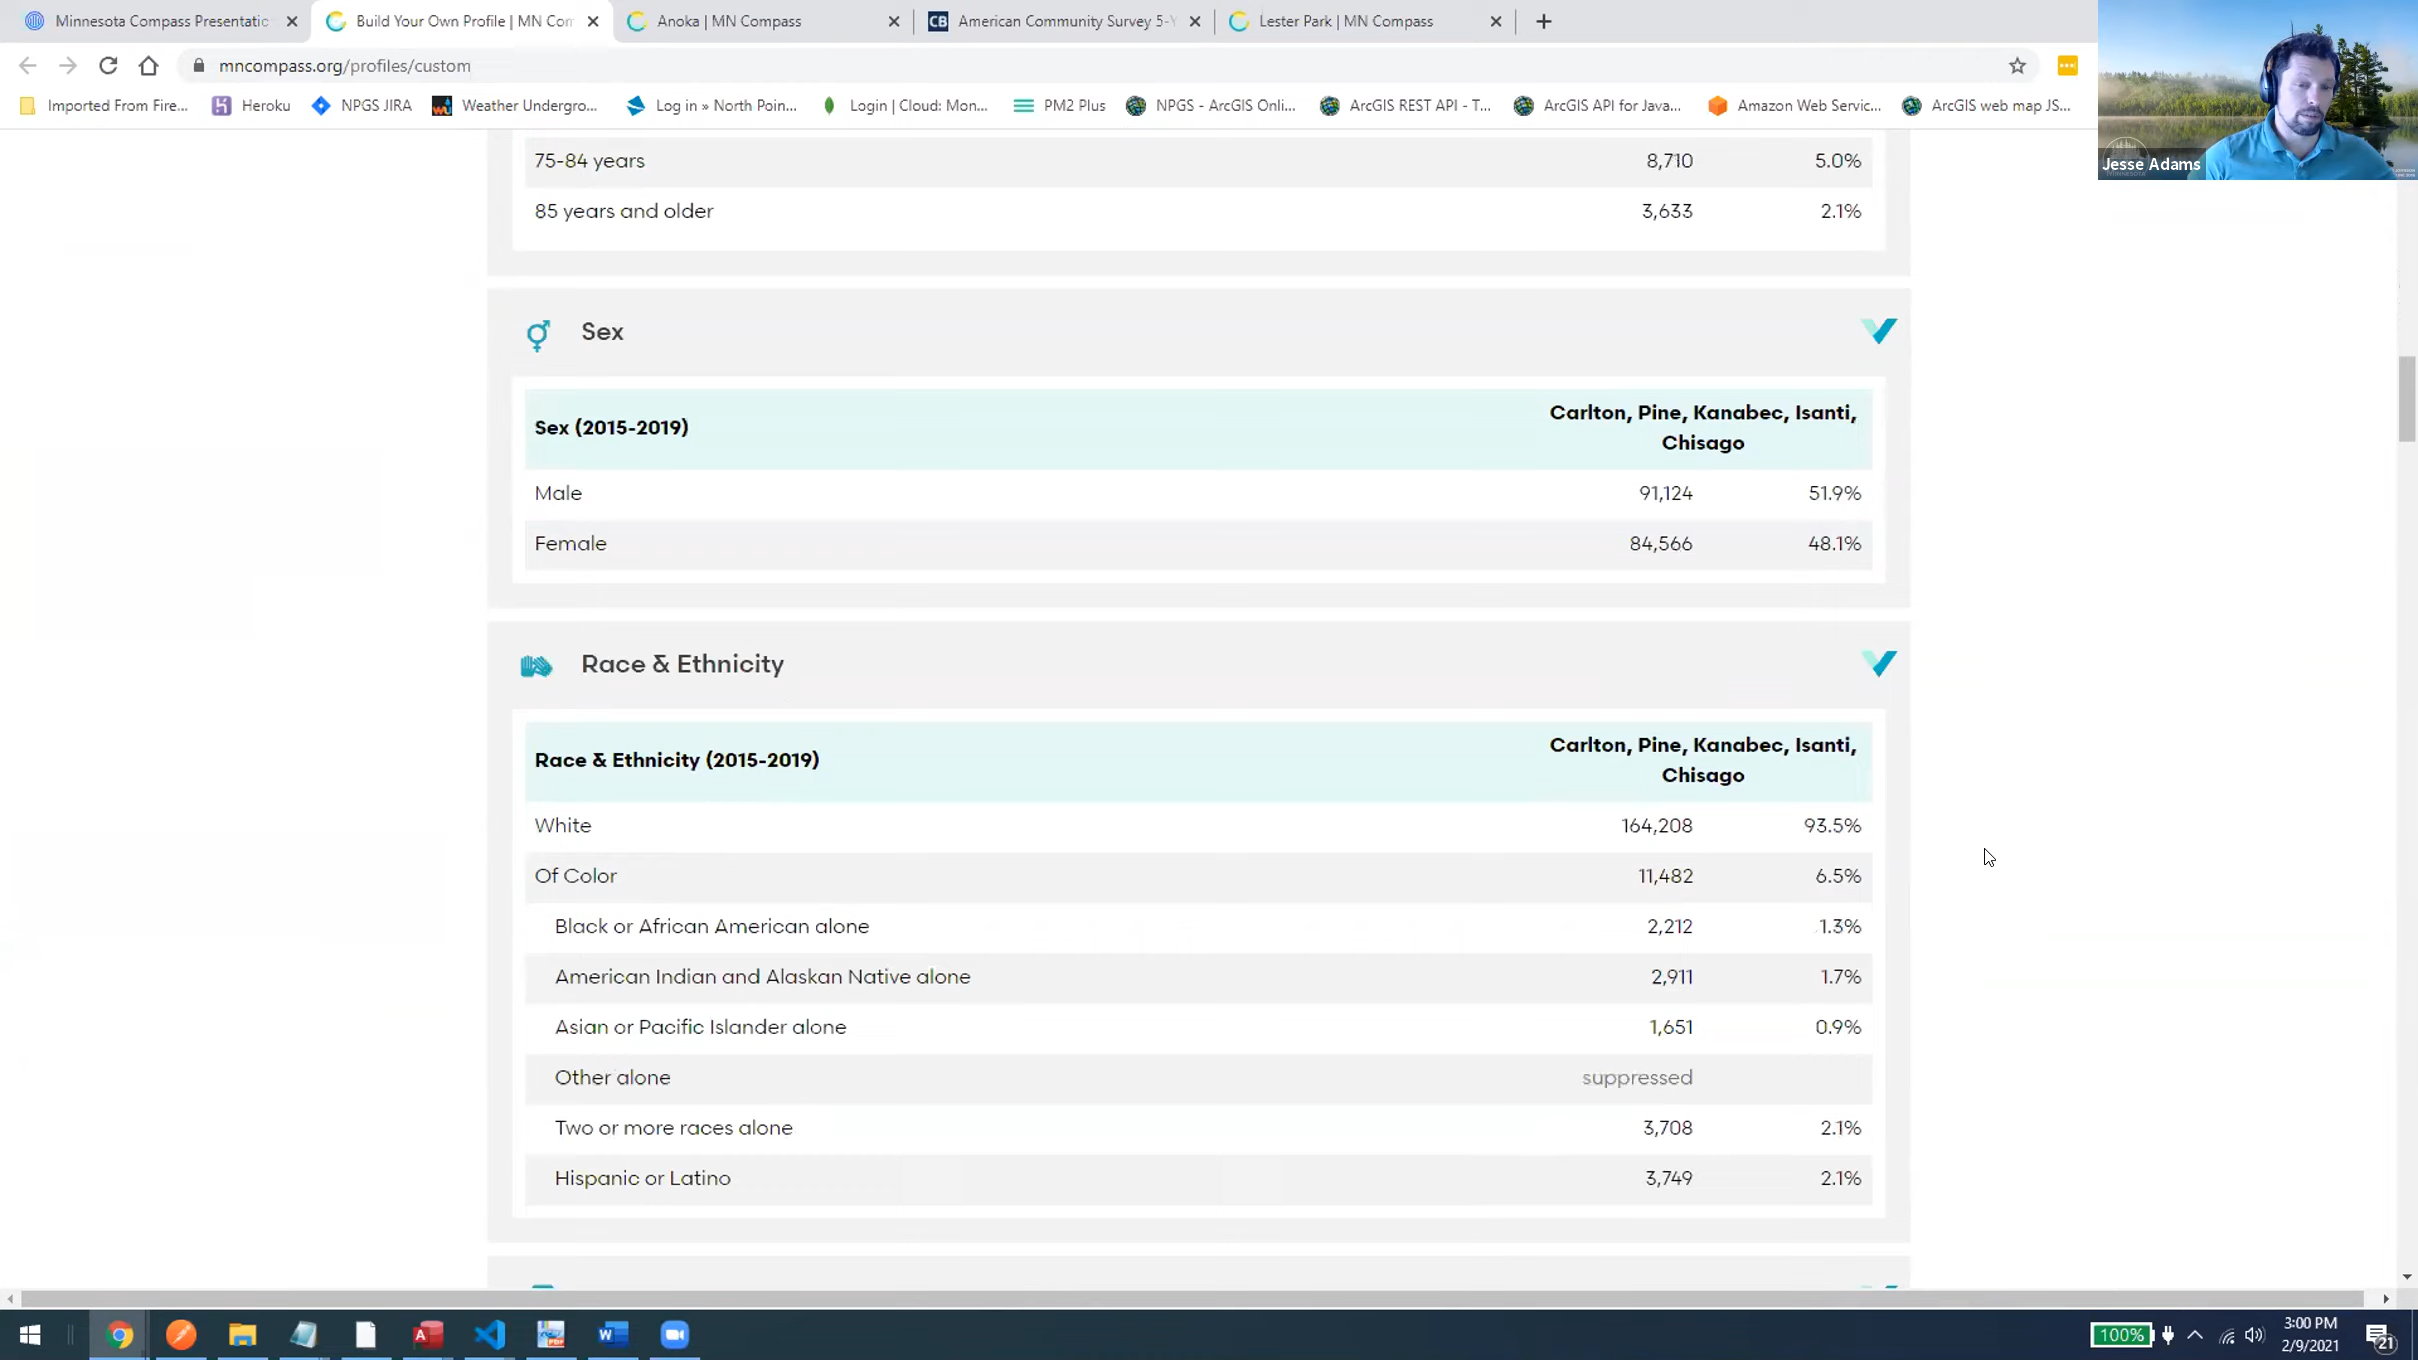 Minnesota Compass Presentatic
Build Your Own Profile | MN Com
Anoka | MN Compass
CB American Community Survey 5-Y
Lester Park | MN Compass
mncompass.org/profiles/custom
Imported From Fire...
Heroku
NPGS JIRA
Weather Undergro...
Log in » North Poin...
Login | Cloud: Mon...
PM2 Plus
NPGS - ArcGIS Onli...
ArcGIS REST API - T...
ArcGIS API for Java...
Amazon Web Servic...
ArcGIS web map JS...
Jesse Adams
75-84 years 8,710 5.0%
85 years and older 3,633 2.1%
Sex
Sex (2015-2019)
Carlton, Pine, Kanabec, Isanti,
Chisago
Male 91,124 51.9%
Female 84,566 48.1%
Race & Ethnicity
Race & Ethnicity (2015-2019)
Carlton, Pine, Kanabec, Isanti,
Chisago
White 164,208 93.5%
Of Color 11,482 6.5%
Black or African American alone 2,212 1.3%
American Indian and Alaskan Native alone 2,911 1.7%
Asian or Pacific Islander alone 1,651 0.9%
Other alone suppressed
Two or more races alone 3,708 2.1%
Hispanic or Latino 3,749 2.1%
100%
3:00 PM
2/9/2021
21